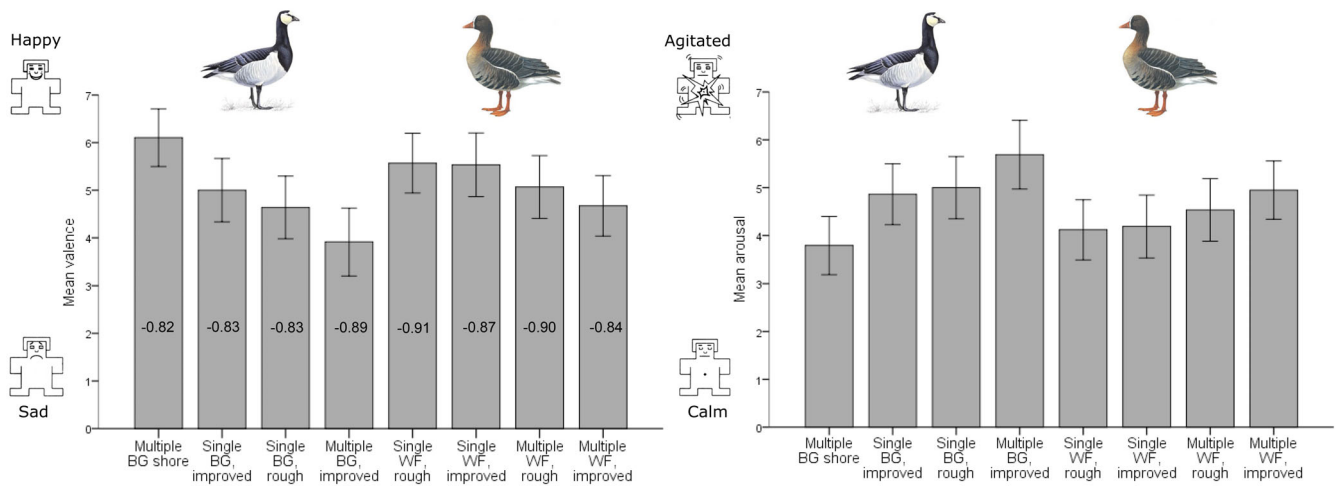 Happy
Sad
Mean valence
7
6
5
4
3
2
1
0
-0.82
-0.83
-0.83
-0.89
-0.91
-0.87
-0.90
-0.84
Multiple
BG shore
Single
BG,
improved
Single
BG,
rough
Multiple
BG,
improved
Single
WF,
rough
Single
WF,
improved
Multiple
WF,
rough
Multiple
WF,
improved
Agitated
Calm
Mean arousal
7
6
5
4
3
2
1
0
Multiple
BG shore
Single
BG,
improved
Single
BG,
rough
Multiple
BG,
improved
Single
WF,
rough
Single
WF,
improved
Multiple
WF,
rough
Multiple
WF,
improved